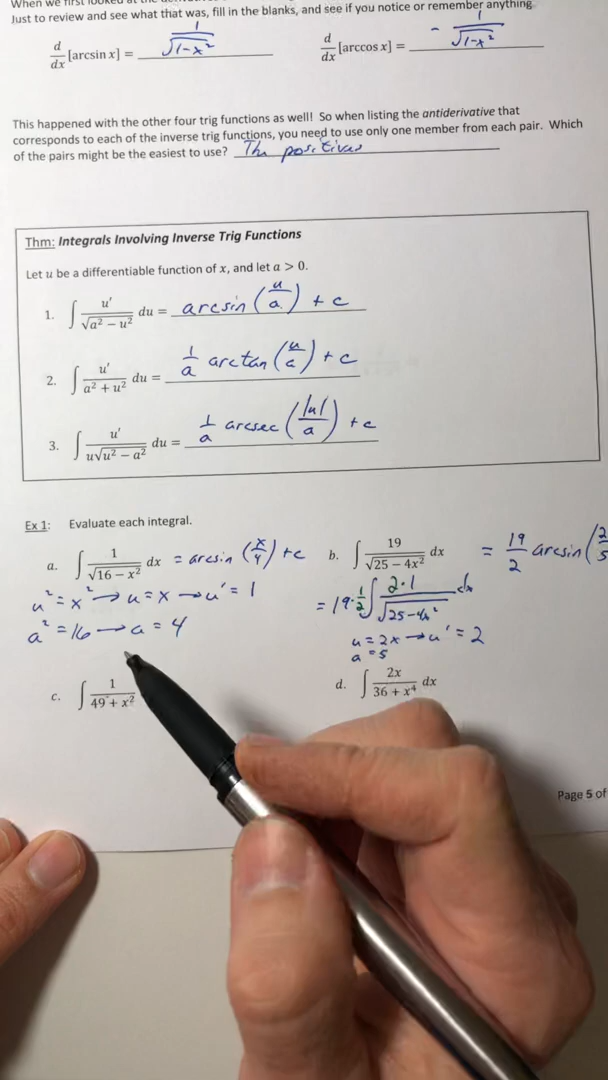 Just to review and see what that was, fill in the blanks, and see if you notice or remember anything
d/dx [arcsin x] = 1/√(1-x²)    d/dx [arccos x] = - 1/√(1-x²)
This happened with the other four trig functions as well! So when listing the antiderivative that
corresponds to each of the inverse trig functions, you need to use only one member from each pair. Which
of the pairs might be the easiest to use? The positives
Thm: Integrals Involving Inverse Trig Functions
Let u be a differentiable function of x, and let a > 0.
1. ∫ u'/√(a² − u²) du = arcsin (u/a) + c
2. ∫ u'/(a² + u²) du = 1/a arctan (u/a) + c
3. ∫ u'/(u√(u² − a²)) du = 1/a arcsec (|u|/a) + c
Ex 1: Evaluate each integral.
a. ∫ 1/√(16 − x²) dx = arcsin (x/4) + c
u² = x² → u = x → u' = 1
a² = 16 → a = 4
b. ∫ 19/√(25 − 4x²) dx = 19/2 arcsin (2
= 19·1/2 ∫ 2·1/√(25-4x²) dx
u = 2x → u' = 2
a = 5
c. ∫ 1/(49 + x²)
d. ∫ 2x/(36 + x⁴) dx
Page 5 of